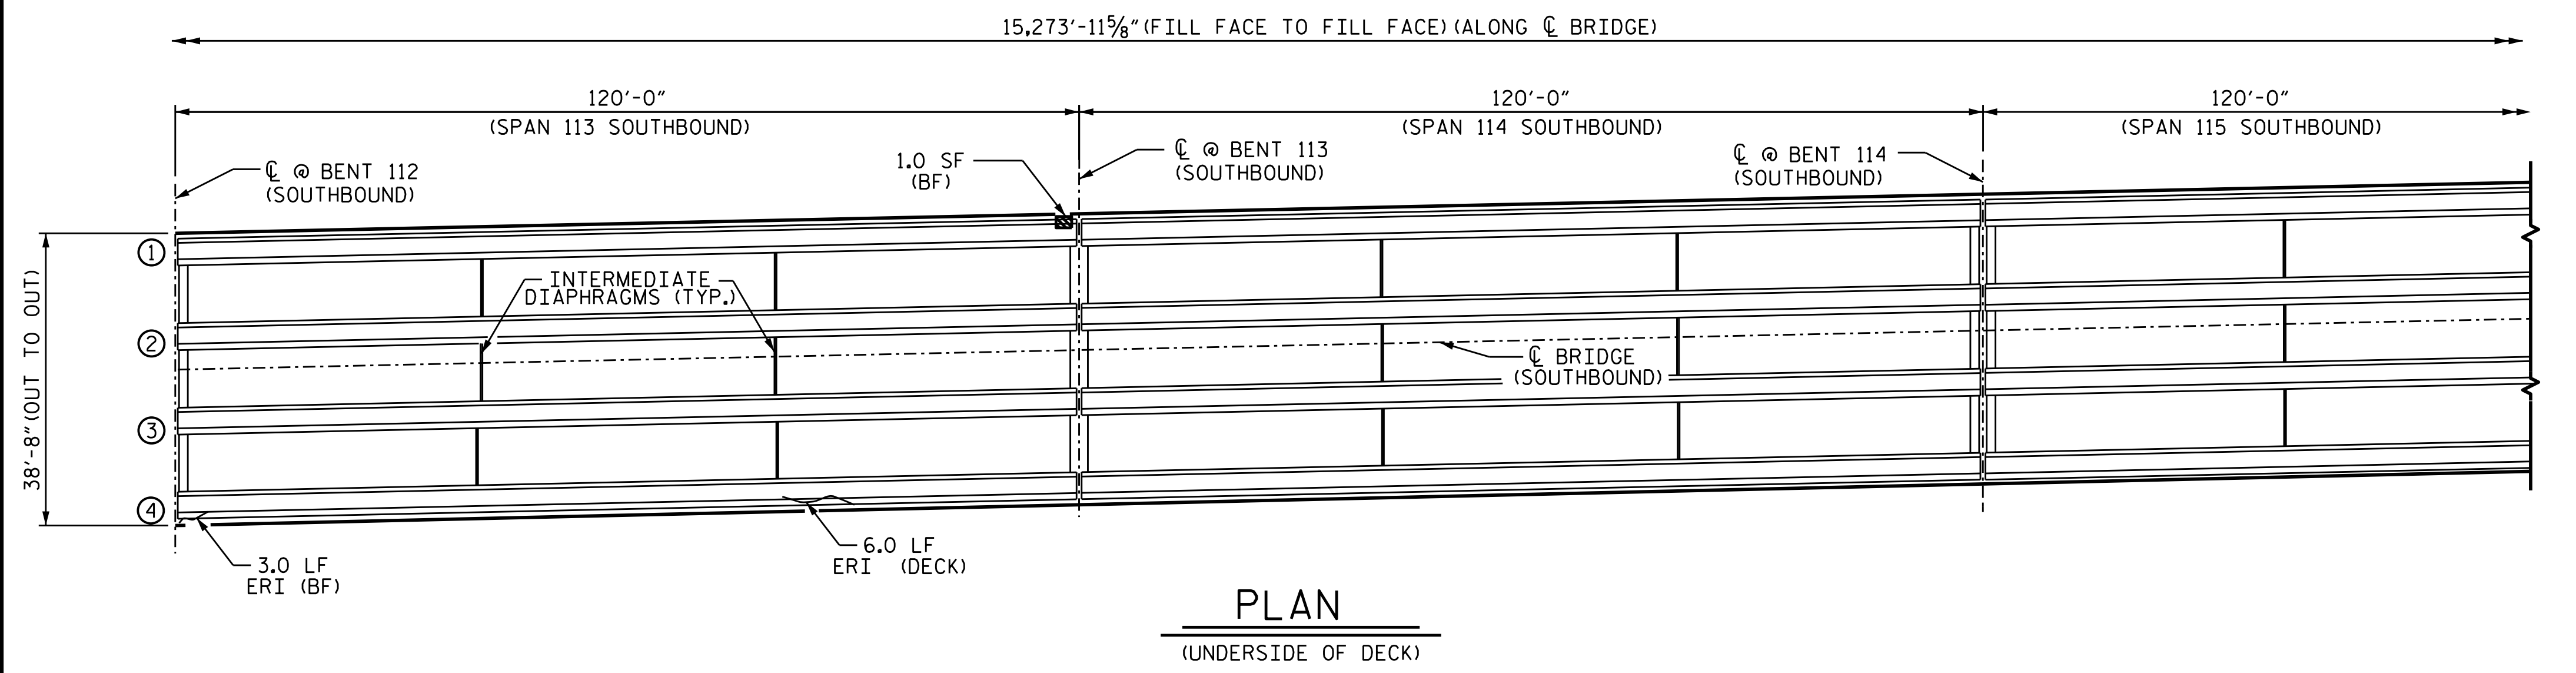 15,273'-11⅝" (FILL FACE TO FILL FACE) (ALONG ℄ BRIDGE)
120'-0"
(SPAN 113 SOUTHBOUND)
120'-0"
(SPAN 114 SOUTHBOUND)
120'-0"
(SPAN 115 SOUTHBOUND)
℄ @ BENT 112
(SOUTHBOUND)
1.0 SF
(BF)
℄ @ BENT 113
(SOUTHBOUND)
℄ @ BENT 114
(SOUTHBOUND)
38'-8" (OUT TO OUT)
1
2
3
4
INTERMEDIATE
DIAPHRAGMS (TYP.)
℄ BRIDGE
(SOUTHBOUND)
3.0 LF
ERI (BF)
6.0 LF
ERI (DECK)
PLAN
(UNDERSIDE OF DECK)